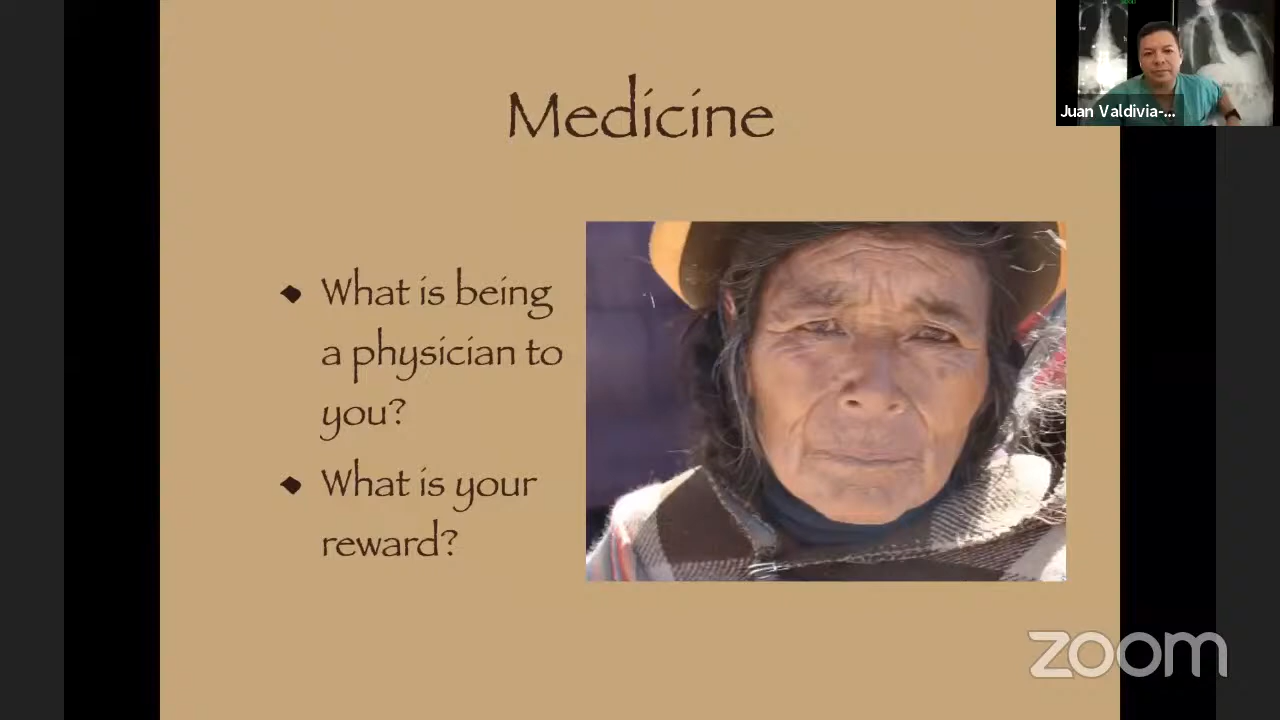 Medicine
What is being
a physician to
you?
What is your
reward?
Juan Valdivia-...
zoom